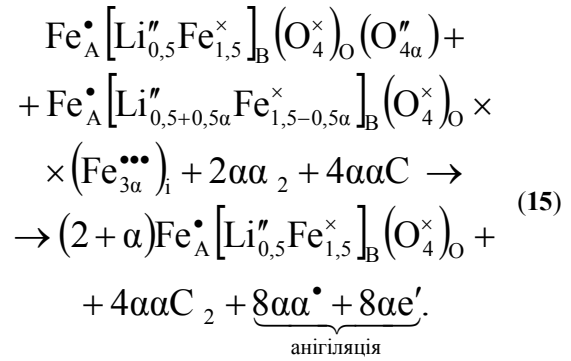 Fe•A[Li″0,5Fe×1,5]B(O×4)O(O″4α)+
+ Fe•A[Li″0,5+0,5αFe×1,5−0,5α]B(O×4)O ×
×(Fe•••3α)i + 2αα 2 + 4ααC →
→(2+α)Fe•A[Li″0,5Fe×1,5]B(O×4)O +
+ 4ααC 2 + 8αα• + 8αe′.
анігіляція
(15)